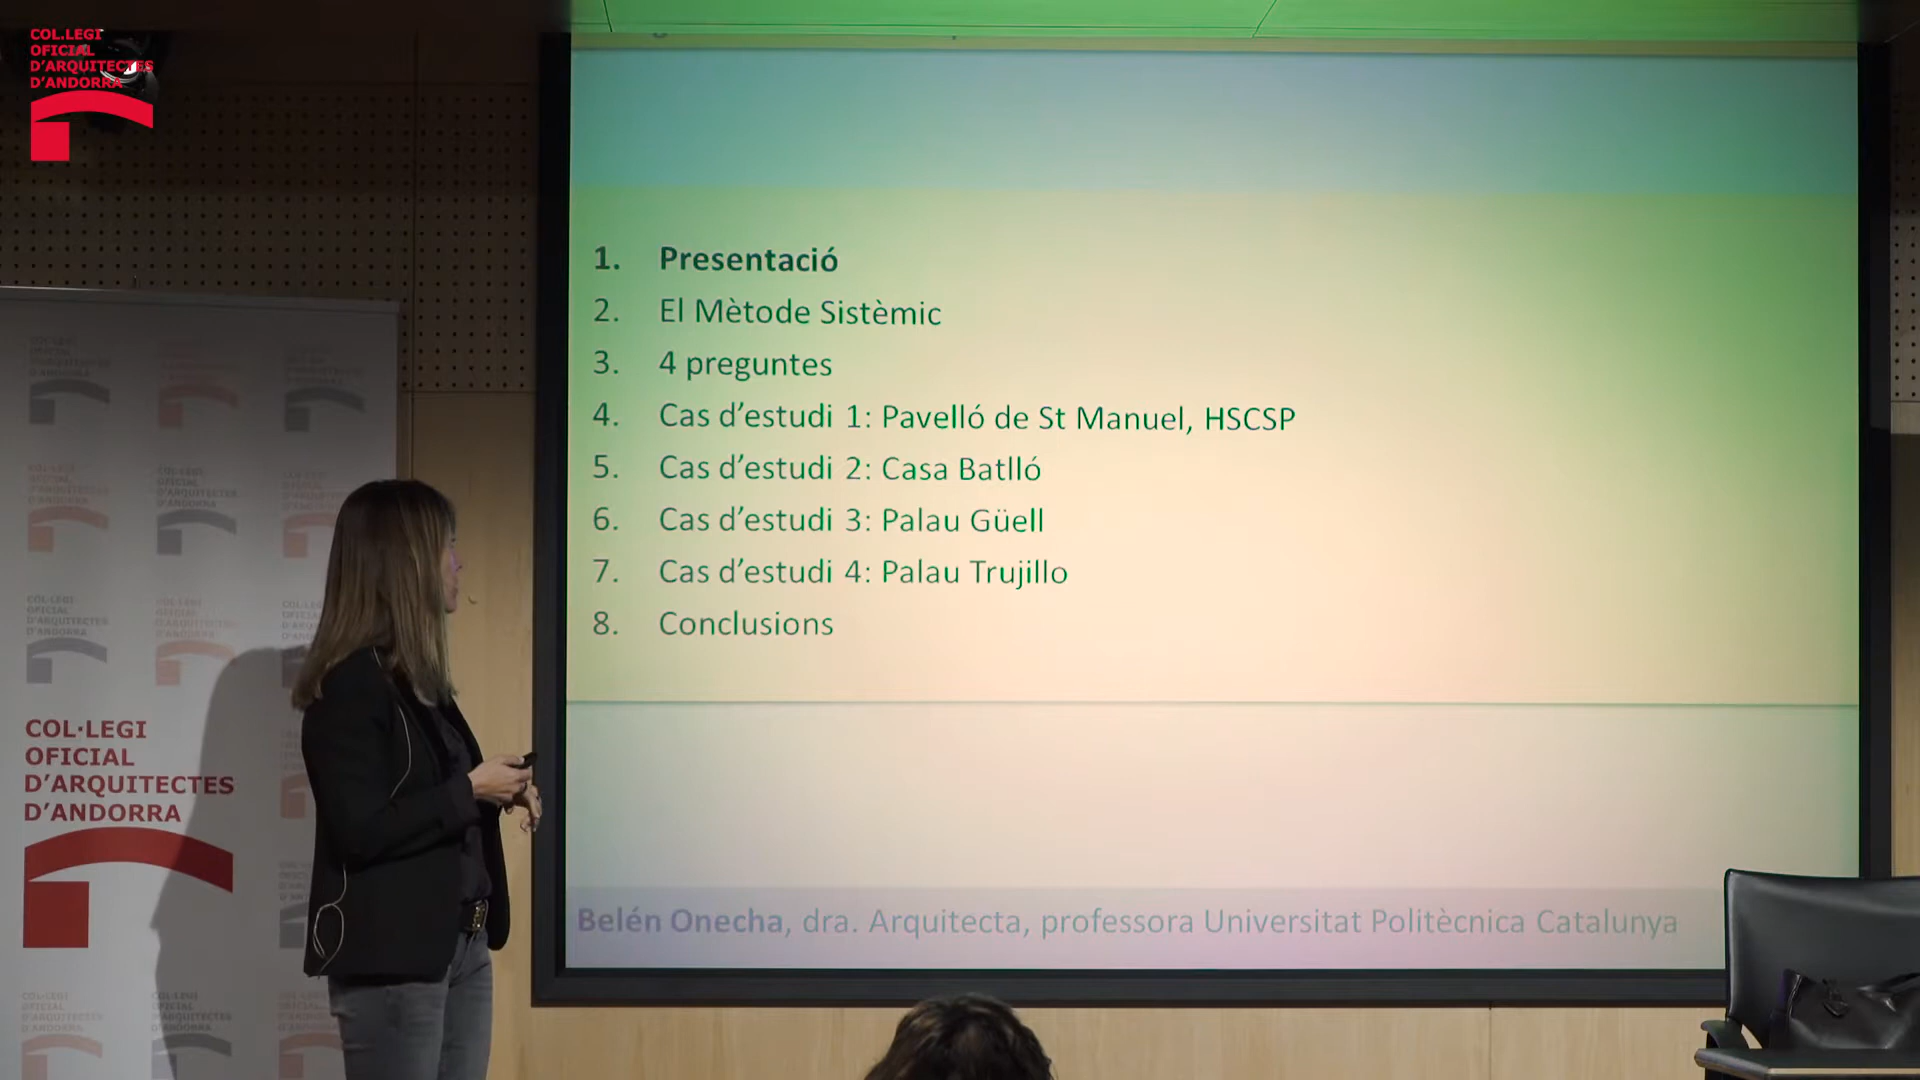 COL.LEGI
OFICIAL
D'ARQUITECTES
D'ANDORRA
1. Presentació
2. El Mètode Sistèmic
3. 4 preguntes
4. Cas d'estudi 1: Pavelló de St Manuel, HSCSP
5. Cas d'estudi 2: Casa Batlló
6. Cas d'estudi 3: Palau Güell
7. Cas d'estudi 4: Palau Trujillo
8. Conclusions
Belén Onecha, dra. Arquitecta, professora Universitat Politècnica Catalunya
COL·LEGI
OFICIAL
D'ARQUITECTES
D'ANDORRA